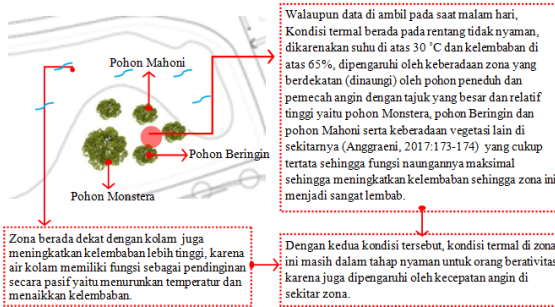 Pohon Mahoni
Pohon Beringin
Pohon Monstera
Walaupun data di ambil pada saat malam hari,
Kondisi termal berada pada rentang tidak nyaman,
dikarenakan suhu di atas 30 ˚C dan kelembaban di
atas 65%, dipengaruhi oleh keberadaan zona yang
berdekatan (dinaungi) oleh pohon peneduh dan
pemecah angin dengan tajuk yang besar dan relatif
tinggi yaitu pohon Monstera, pohon Beringin dan
pohon Mahoni serta keberadaan vegetasi lain di
sekitarnya (Anggraeni, 2017:173-174) yang cukup
tertata sehingga fungsi naungannya maksimal
sehingga meningkatkan kelembaban sehingga zona ini
menjadi sangat lembab.
Zona berada dekat dengan kolam juga
meningkatkan kelembaban lebih tinggi, karena
air kolam memiliki fungsi sebagai pendinginan
secara pasif yaitu menurunkan temperatur dan
menaikkan kelembaban.
Dengan kedua kondisi tersebut, kondisi termal di zona
ini masih dalam tahap nyaman untuk orang berativitas
karena juga dipengaruhi oleh kecepatan angin di
sekitar zona.